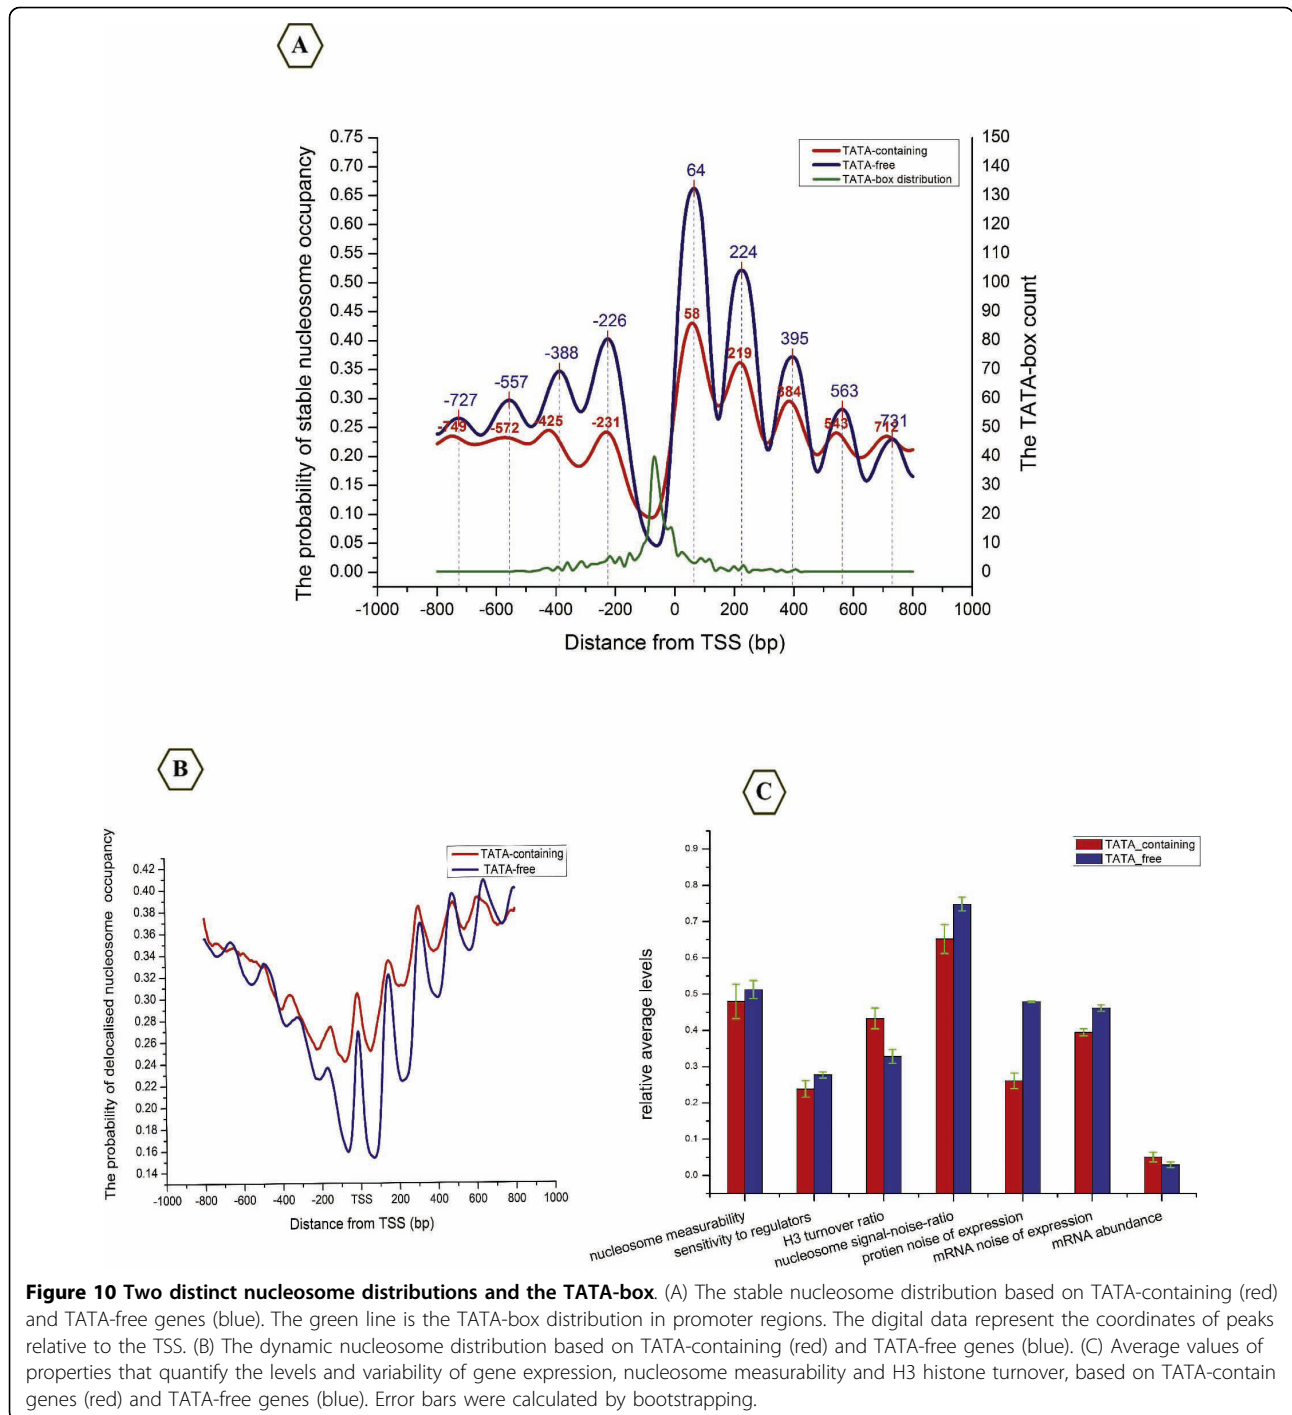 A
The probability of stable nucleosome occupancy
0.75
0.70
0.65
0.60
0.55
0.50
0.45
0.40
0.35
0.30
0.25
0.20
0.15
0.10
0.05
0.00
TATA-containing
TATA-free
TATA-box distribution
64
224
-226
58
-388
395
219
-557
384
-727
563
-749
-572
425
-231
543
712
731
150
140
130
120
110
100
90
80
70
60
50
40
30
20
10
0
The TATA-box count
-1000 -800 -600 -400 -200 0 200 400 600 800 1000
Distance from TSS (bp)
B
The probability of delocalised nucleosome occupancy
TATA-containing
TATA-free
0.42
0.40
0.38
0.36
0.34
0.32
0.30
0.28
0.26
0.24
0.22
0.20
0.18
0.16
0.14
-1000 -800 -600 -400 -200 TSS 200 400 600 800 1000
Distance from TSS (bp)
C
relative average levels
TATA_containing
TATA_free
0.9
0.8
0.7
0.6
0.5
0.4
0.3
0.2
0.1
0.0
nucleosome measurability
sensitivity to regulators
H3 turnover ratio
nucleosome signal-noise-ratio
protien noise of expression
mRNA noise of expression
mRNA abundance
Figure 10 Two distinct nucleosome distributions and the TATA-box. (A) The stable nucleosome distribution based on TATA-containing (red)
and TATA-free genes (blue). The green line is the TATA-box distribution in promoter regions. The digital data represent the coordinates of peaks
relative to the TSS. (B) The dynamic nucleosome distribution based on TATA-containing (red) and TATA-free genes (blue). (C) Average values of
properties that quantify the levels and variability of gene expression, nucleosome measurability and H3 histone turnover, based on TATA-contain
genes (red) and TATA-free genes (blue). Error bars were calculated by bootstrapping.